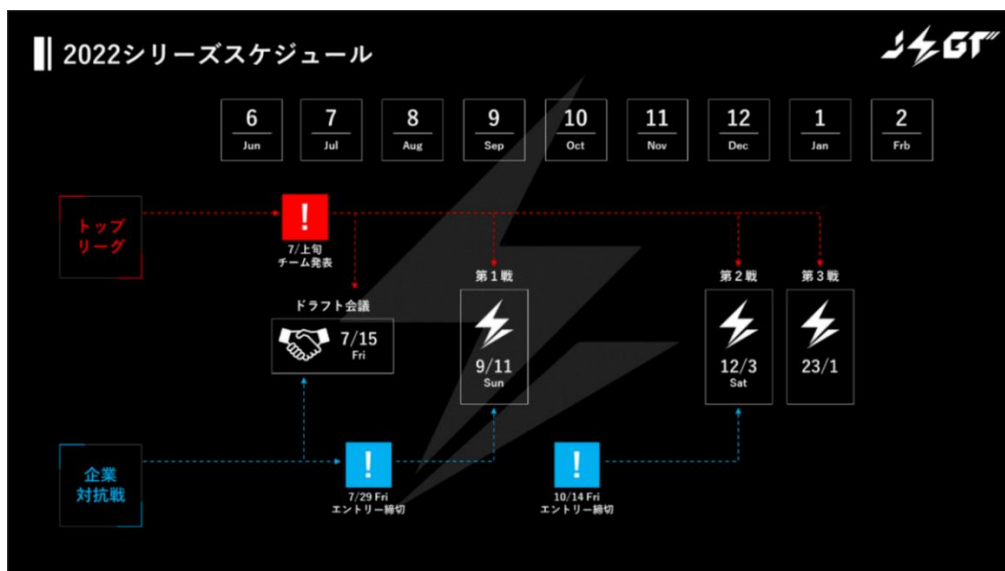 2022シリーズスケジュール
JEGT
6
Jun
7
Jul
8
Aug
9
Sep
10
Oct
11
Nov
12
Dec
1
Jan
2
Frb
トップ
リーグ
!
7/上旬
チーム発表
ドラフト会議
7/15
Fri
第1戦
9/11
Sun
第2戦
12/3
Sat
第3戦
23/1
企業
対抗戦
!
7/29 Fri
エントリー締切
!
10/14 Fri
エントリー締切